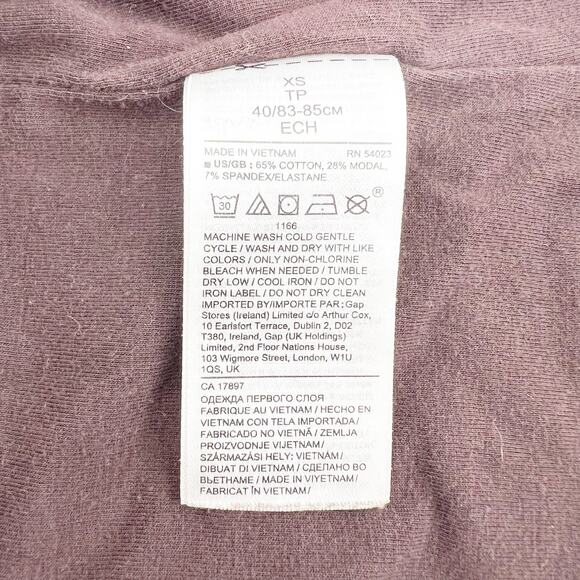 XS
TP
40/83-85CM
ECH
MADE IN VIETNAM RN 54023
US/GB : 65% COTTON, 28% MODAL,
7% SPANDEX/ELASTANE
30 ®
1166
MACHINE WASH COLD GENTLE
CYCLE / WASH AND DRY WITH LIKE
COLORS / ONLY NON-CHLORINE
BLEACH WHEN NEEDED / TUMBLE
DRY LOW / COOL IRON / DO NOT
IRON LABEL / DO NOT DRY CLEAN
IMPORTED BY/IMPORTE PAR: Gap
Stores (Ireland) Limited c/o Arthur Cox,
10 Earlsfort Terrace, Dublin 2, D02
T380, Ireland, Gap (UK Holdings)
Limited, 2nd Floor Nations House,
103 Wigmore Street, London, W1U
1QS, UK
CA 17897
ОДЕЖДА ПЕРВОГО СЛОЯ
FABRIQUE AU VIETNAM / HECHO EN
VIETNAM CON TELA IMPORTADA /
FABRICADO NO VIETNÃ / ZEMLJA
PROIZVODNJE: VIETNAM /
SZÁRMAZÁSI HELY: VIETNÁM /
DIBUAT DI VIETNAM / СДЕЛАНО ВО
ВЬЕТНАМЕ / MADE IN VIYETNAM /
FABRICAT ÎN VIETNAM /